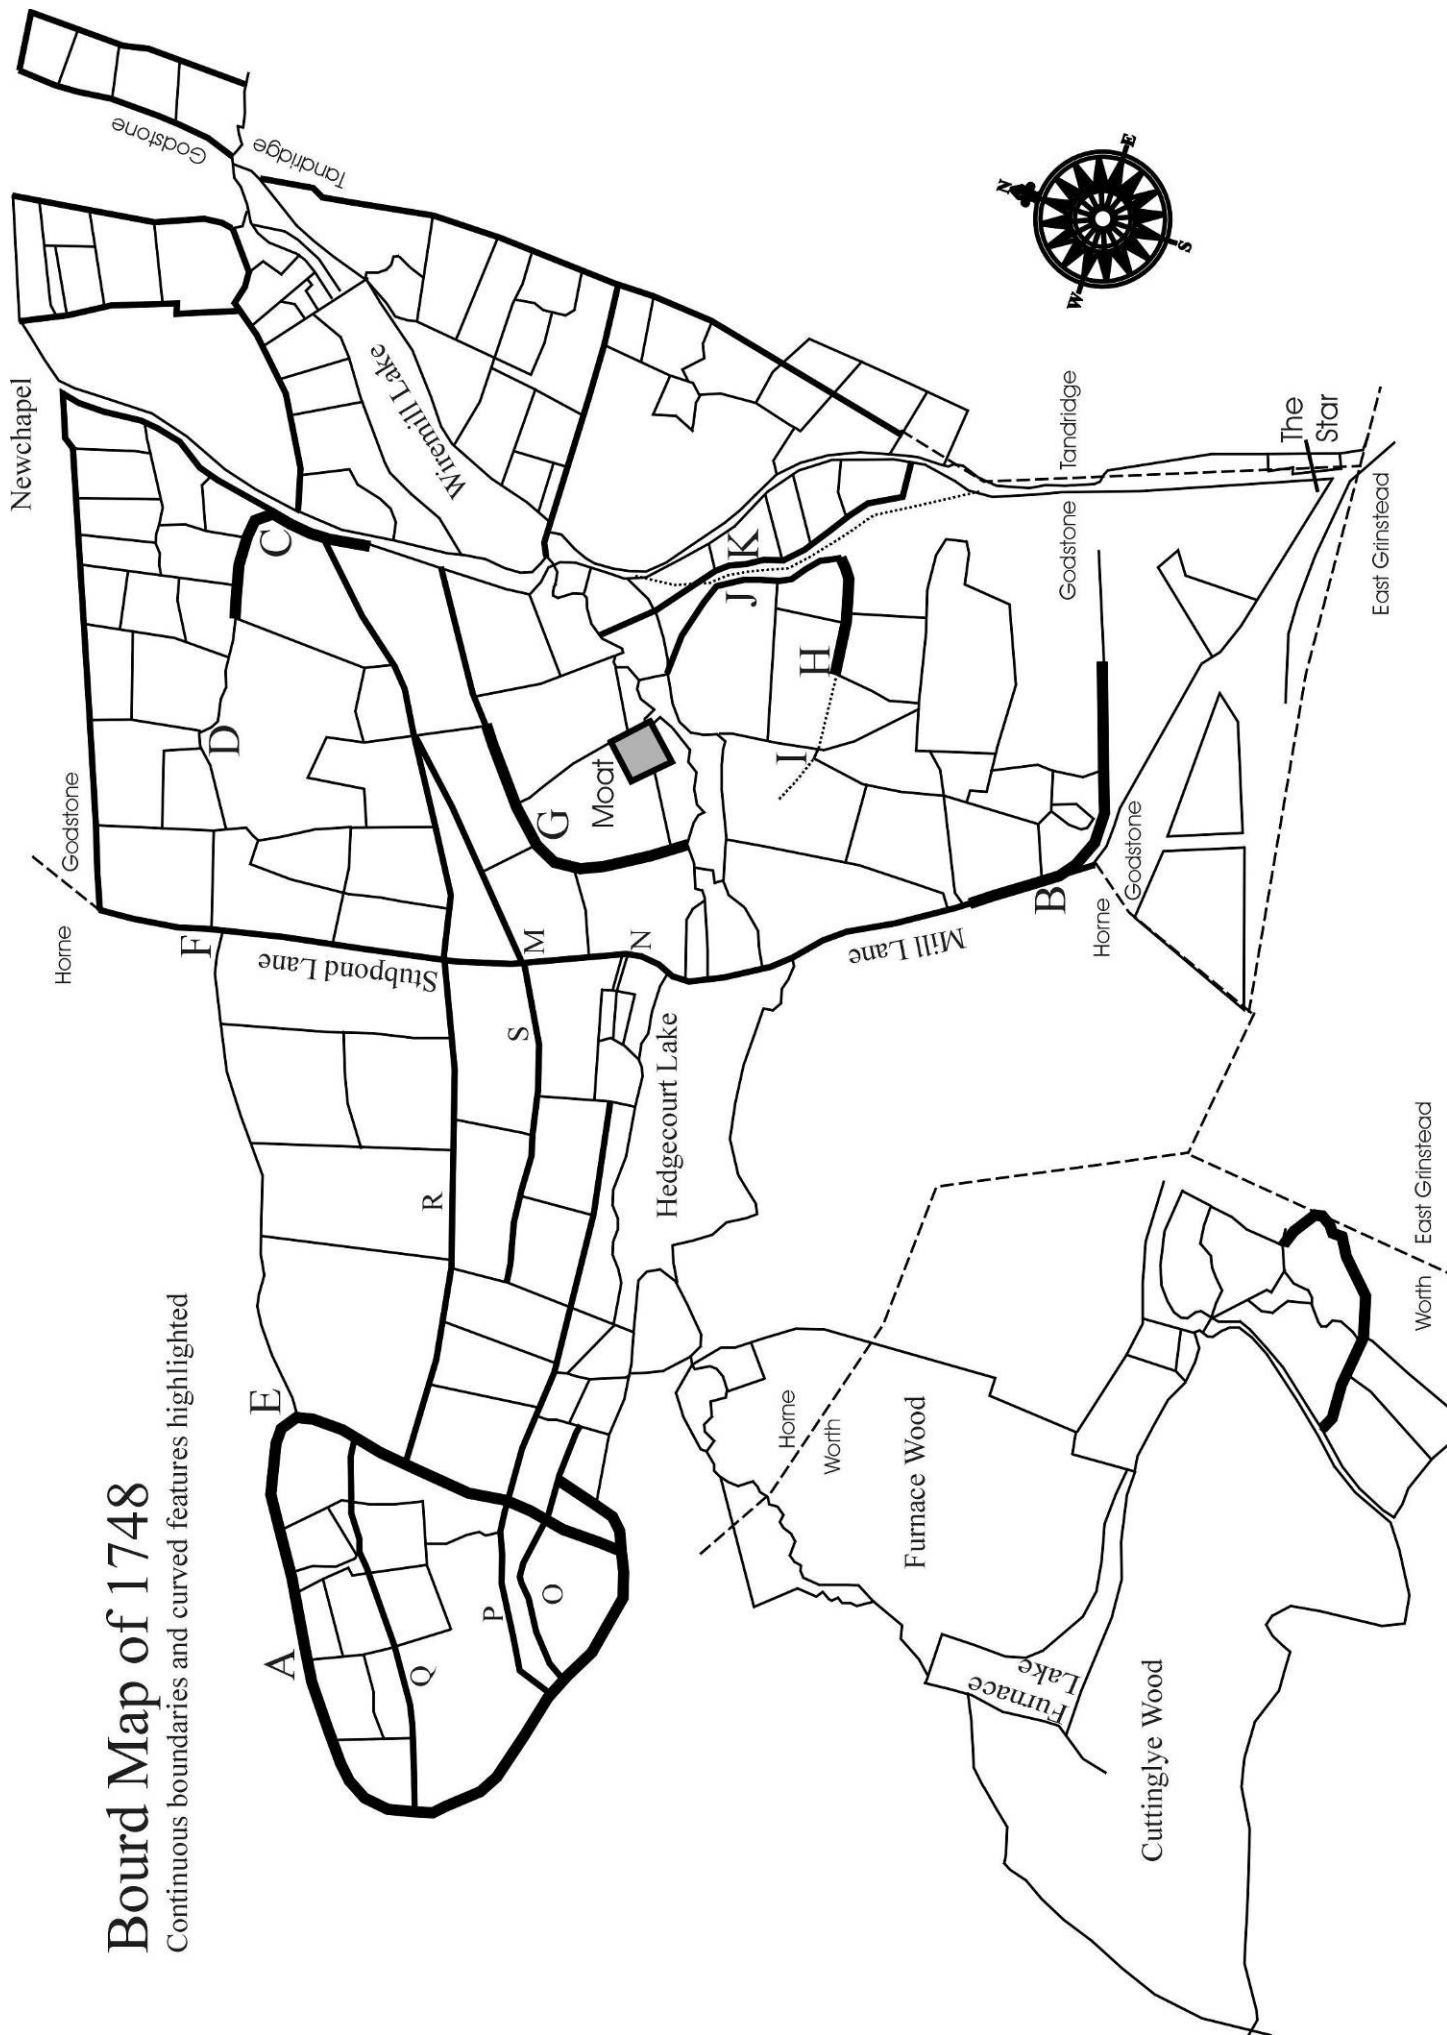 Bourd Map of 1748
Continuous boundaries and curved features highlighted
Newchapel
Godstone
Tandridge
Horne
Godstone
Wiremill Lake
C
D
F
Stubpond Lane
E
A
Q
R
S
M
N
P
O
G
Moat
J
K
H
I
Hedgecourt Lake
Mill Lane
B
Horne
Godstone
Godstone
Tandridge
The
Star
East Grinstead
Horne
Worth
Furnace Wood
Furnace
Lake
Cuttinglye Wood
Worth
East Grinstead
N
E
S
W